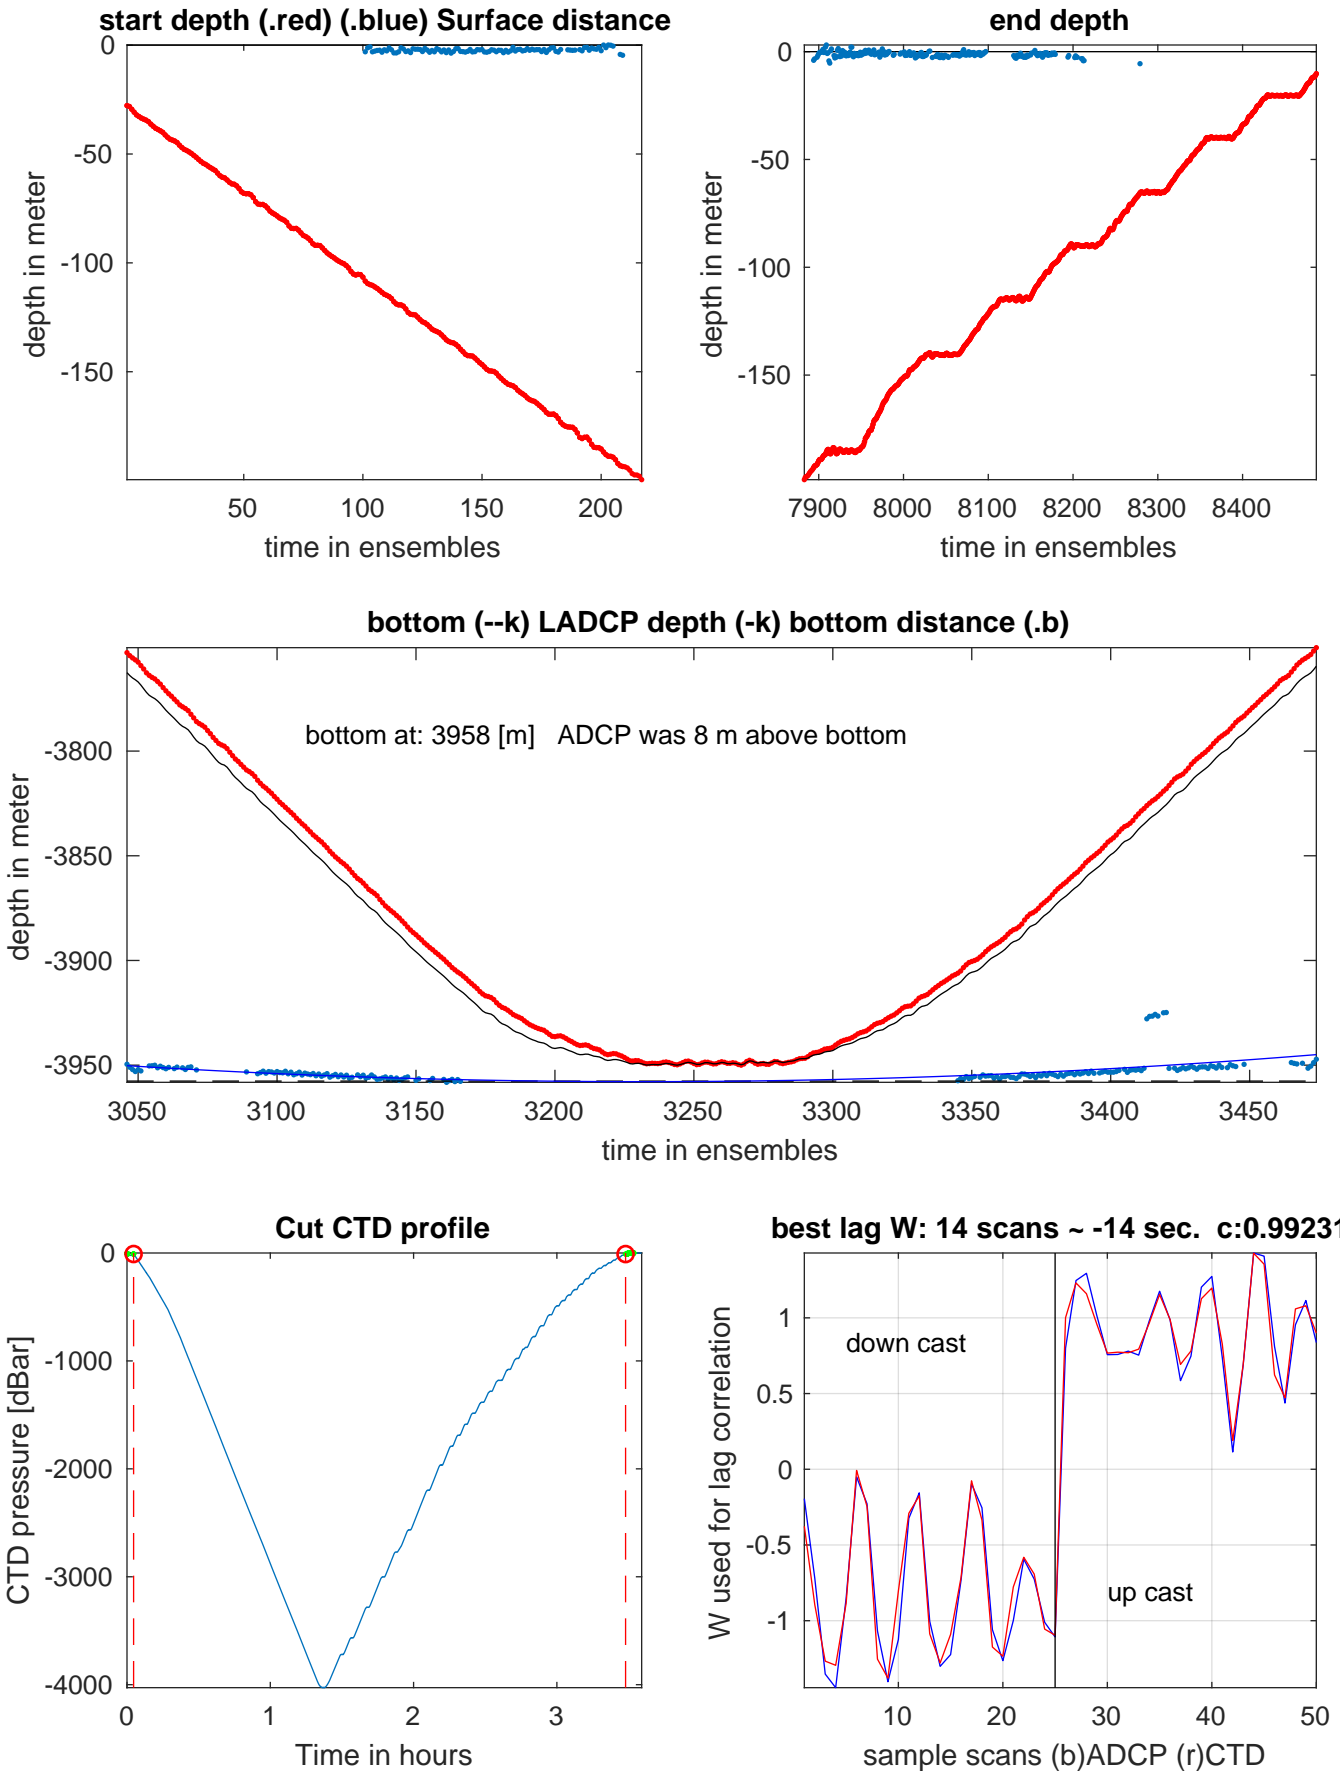 start depth (.red) (.blue) Surface distance
0
-50
-100
-150
depth in meter
50
100
150
200
time in ensembles
end depth
0
-50
-100
-150
depth in meter
7900
8000
8100
8200
8300
8400
time in ensembles
bottom (--k) LADCP depth (-k) bottom distance (.b)
bottom at: 3958 [m] ADCP was 8 m above bottom
-3800
-3850
-3900
-3950
depth in meter
3050
3100
3150
3200
3250
3300
3350
3400
3450
time in ensembles
Cut CTD profile
0
-1000
-2000
-3000
-4000
CTD pressure [dBar]
0
1
2
3
Time in hours
best lag W: 14 scans ~ -14 sec. c:0.99231
down cast
up cast
1
0.5
0
-0.5
-1
W used for lag correlation
10
20
30
40
50
sample scans (b)ADCP (r)CTD